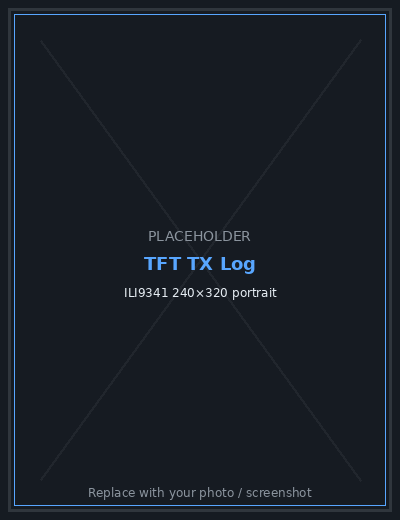 PLACEHOLDER
TFT TX Log
ILI9341 240×320 portrait
Replace with your photo / screenshot